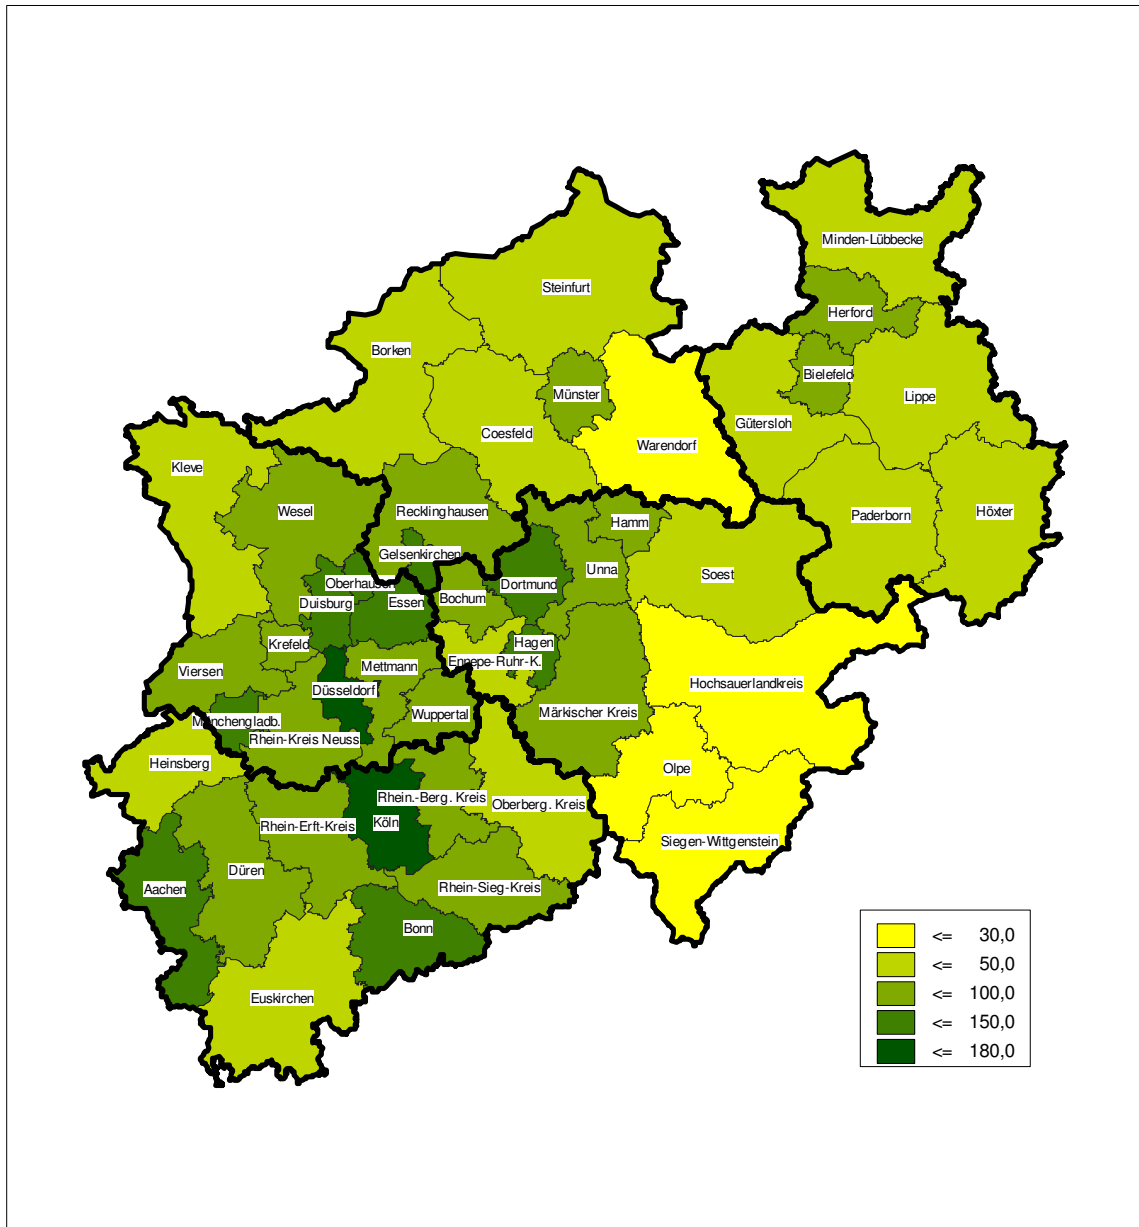 Minden-Lübbecke
Steinfurt
Herford
Borken
Bielefeld
Münster
Lippe
Gütersloh
Coesfeld
Warendorf
Kleve
Wesel
Recklinghausen
Hamm
Paderborn
Höxter
Gelsenkirchen
Unna
Soest
Oberhausen
Dortmund
Duisburg
Essen
Bochum
Krefeld
Hagen
Ennepe-Ruhr-K.
Viersen
Mettmann
Hochsauerlandkreis
Düsseldorf
Wuppertal
Märkischer Kreis
Mönchengladb.
Rhein-Kreis Neuss
Heinsberg
Olpe
Rhein.-Berg. Kreis
Oberberg. Kreis
Rhein-Erft-Kreis
Köln
Siegen-Wittgenstein
Düren
Aachen
Rhein-Sieg-Kreis
Bonn
Euskirchen
<= 30,0
<= 50,0
<= 100,0
<= 150,0
<= 180,0